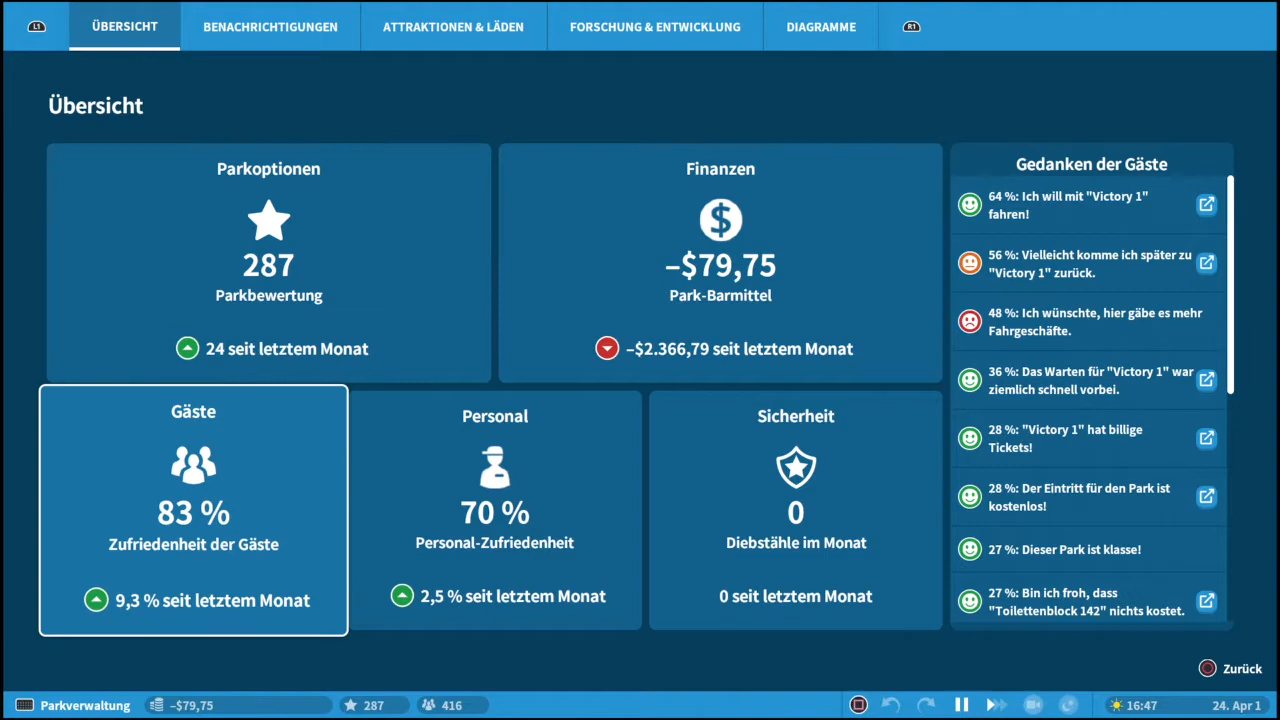 L1
ÜBERSICHT
BENACHRICHTIGUNGEN
ATTRAKTIONEN & LÄDEN
FORSCHUNG & ENTWICKLUNG
DIAGRAMME
R1
Übersicht
Parkoptionen
287
Parkbewertung
24 seit letztem Monat
Finanzen
$
–$79,75
Park-Barmittel
–$2.366,79 seit letztem Monat
Gäste
83 %
Zufriedenheit der Gäste
9,3 % seit letztem Monat
Personal
70 %
Personal-Zufriedenheit
2,5 % seit letztem Monat
Sicherheit
0
Diebstähle im Monat
0 seit letztem Monat
Gedanken der Gäste
64 %: Ich will mit "Victory 1"
fahren!
56 %: Vielleicht komme ich später zu
"Victory 1" zurück.
48 %: Ich wünschte, hier gäbe es mehr
Fahrgeschäfte.
36 %: Das Warten für "Victory 1" war
ziemlich schnell vorbei.
28 %: "Victory 1" hat billige
Tickets!
28 %: Der Eintritt für den Park ist
kostenlos!
27 %: Dieser Park ist klasse!
27 %: Bin ich froh, dass
"Toilettenblock 142" nichts kostet.
Zurück
Parkverwaltung
–$79,75
287
416
16:47
24. Apr 1